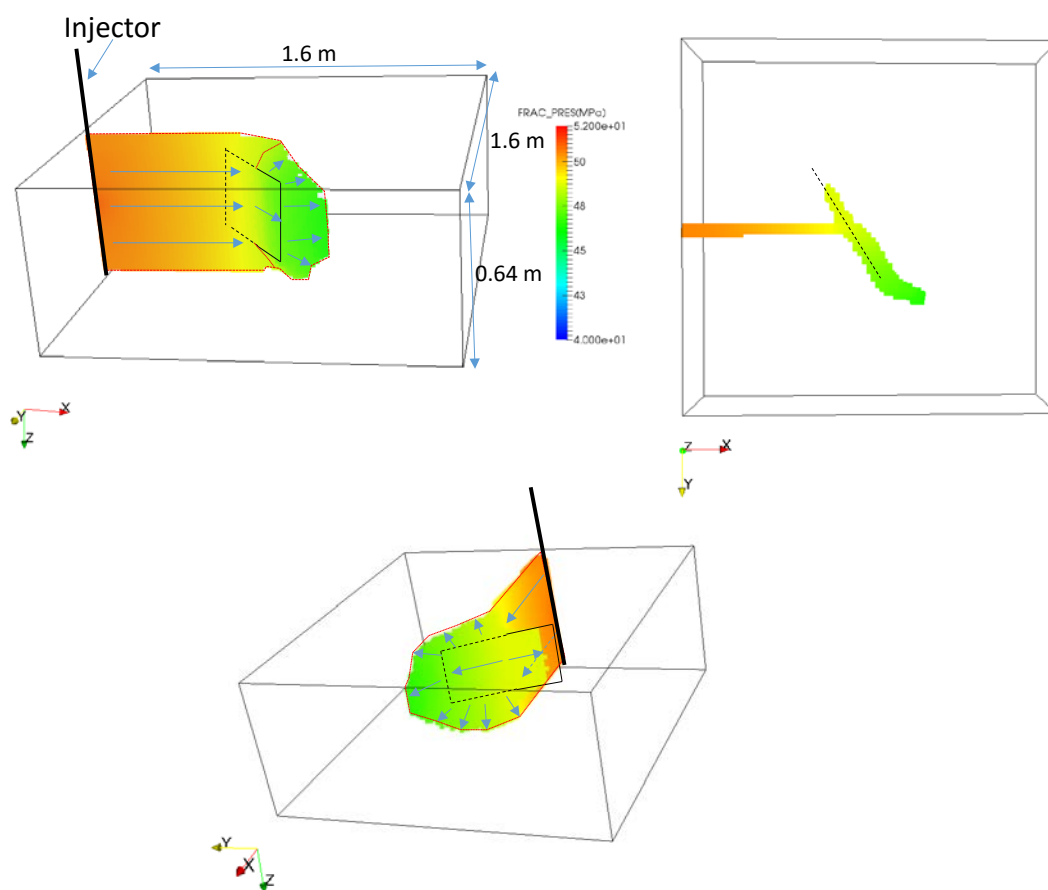 Injector
1.6 m
1.6 m
0.64 m
FRAC_PRES(MPa)
5.200e+01
50
48
45
43
4.000e+01
Y X
Z
Z X
Y
Y
X
Z